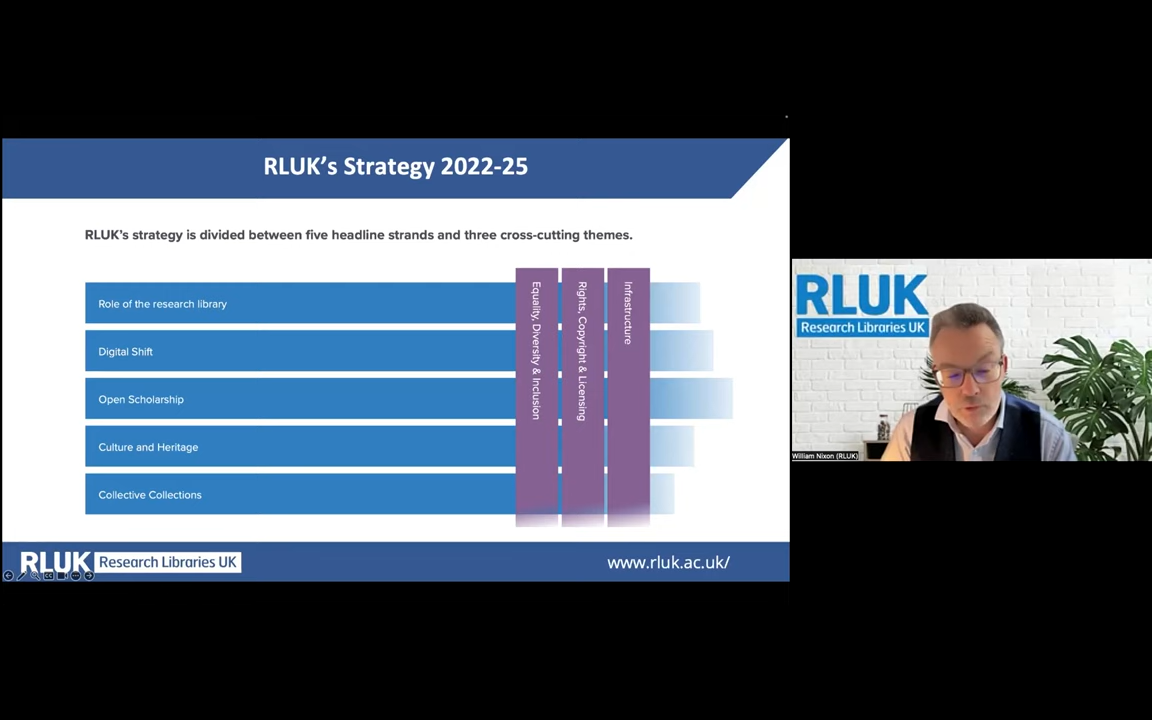 RLUK's Strategy 2022-25
RLUK's strategy is divided between five headline strands and three cross-cutting themes.
Role of the research library
Digital Shift
Open Scholarship
Culture and Heritage
Collective Collections
Equality, Diversity & Inclusion
Rights, Copyright & Licensing
Infrastructure
RLUK Research Libraries UK
www.rluk.ac.uk/
RLUK
Research Libraries UK
William Nixon (RLUK)